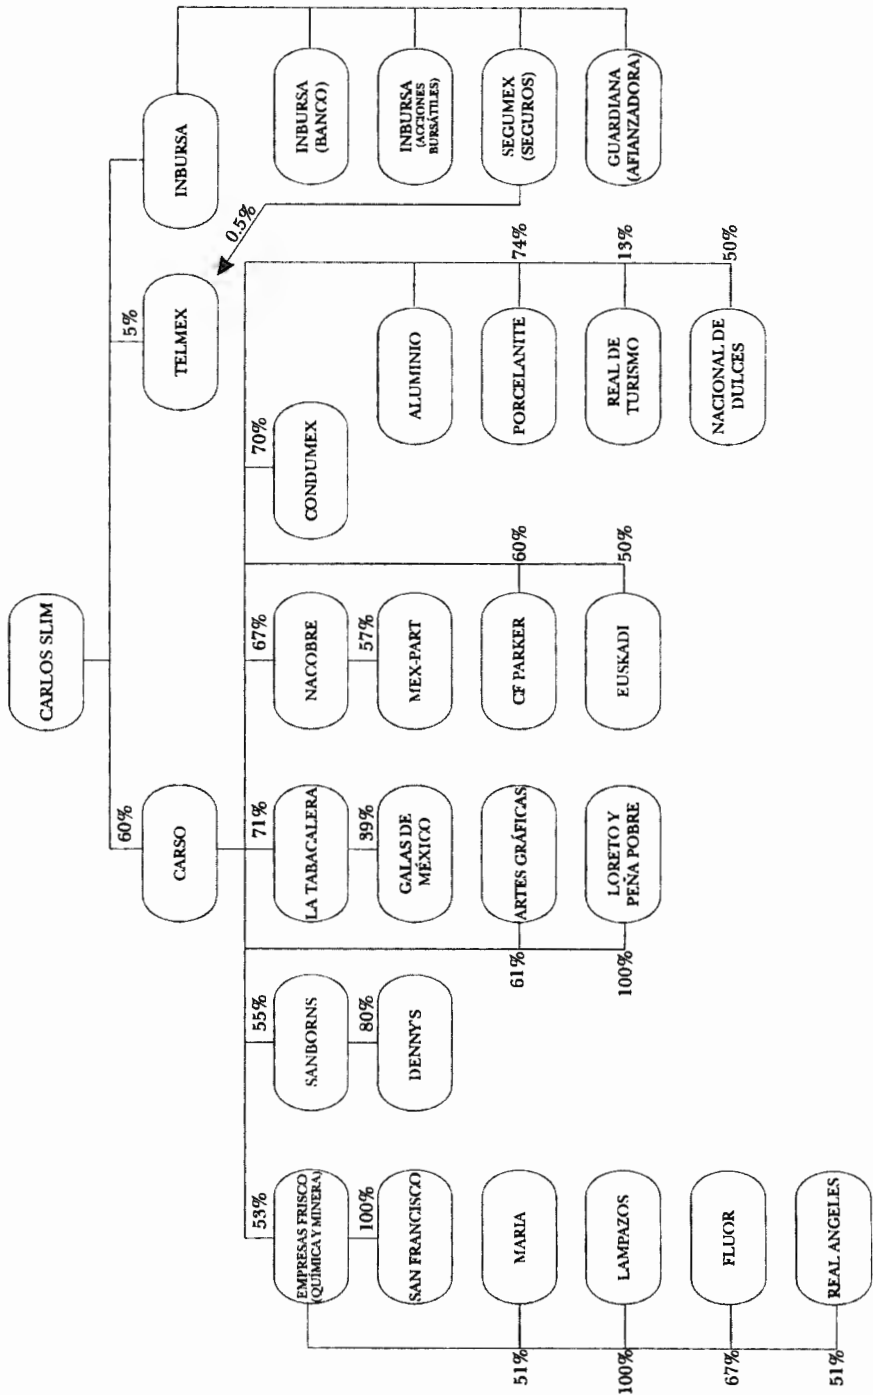 CARLOS SLIM
60%
5%
CARSO
TELMEX
INBURSA
0.5%
53%
55%
71%
67%
70%
EMPRESAS FRISCO
(QUÍMICA Y MINERA)
SANBORNS
LA TABACALERA
NACOBRE
CONDUMEX
INBURSA
(BANCO)
100%
80%
39%
57%
SAN FRANCISCO
DENNY'S
GALAS DE
MÉXICO
MEX-PART
ALUMINIO
INBURSA
(ACCIONES
BURSÁTILES)
51%
MARIA
61%
ARTES GRÁFICAS
CF PARKER
60%
PORCELANITE
74%
SEGUMEX
(SEGUROS)
100%
LAMPAZOS
100%
LORETO Y
PEÑA POBRE
EUSKADI
50%
REAL DE
TURISMO
13%
GUARDIANA
(AFIANZADORA)
67%
FLUOR
NACIONAL DE
DULCES
50%
51%
REAL ANGELES